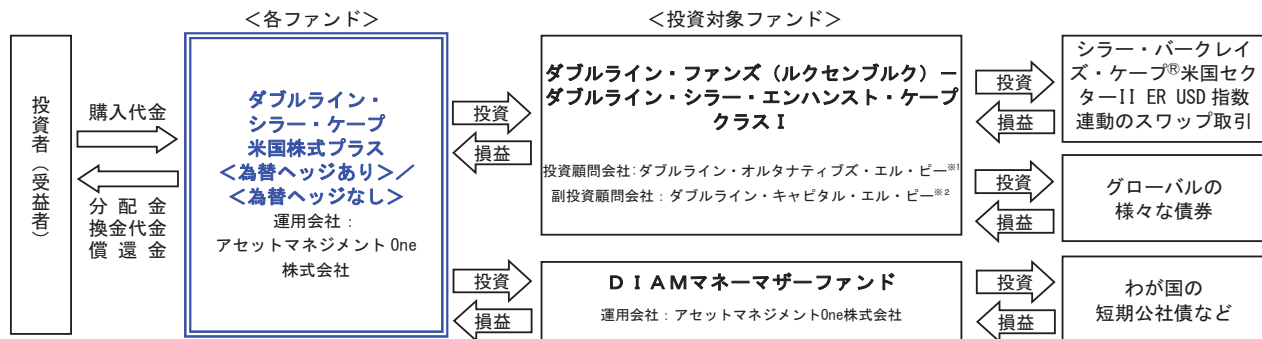 <各ファンド>
<投資対象ファンド>
投資者(受益者)
購入代金
分配金
換金代金
償還金
ダブルライン・
シラー・ケープ
米国株式プラス
<為替ヘッジあり>/
<為替ヘッジなし>
運用会社:
アセットマネジメントOne
株式会社
投資
損益
ダブルライン・ファンズ(ルクセンブルク)-
ダブルライン・シラー・エンハンスト・ケープ
クラスI
投資顧問会社:ダブルライン・オルタナティブズ・エル・ピー※1
副投資顧問会社:ダブルライン・キャピタル・エル・ピー※2
投資
損益
シラー・バークレイ
ズ・ケープ®米国セク
ターII ER USD 指数
連動のスワップ取引
投資
損益
グローバルの
様々な債券
投資
損益
DIAMマネーマザーファンド
運用会社:アセットマネジメントOne株式会社
投資
損益
わが国の
短期公社債など